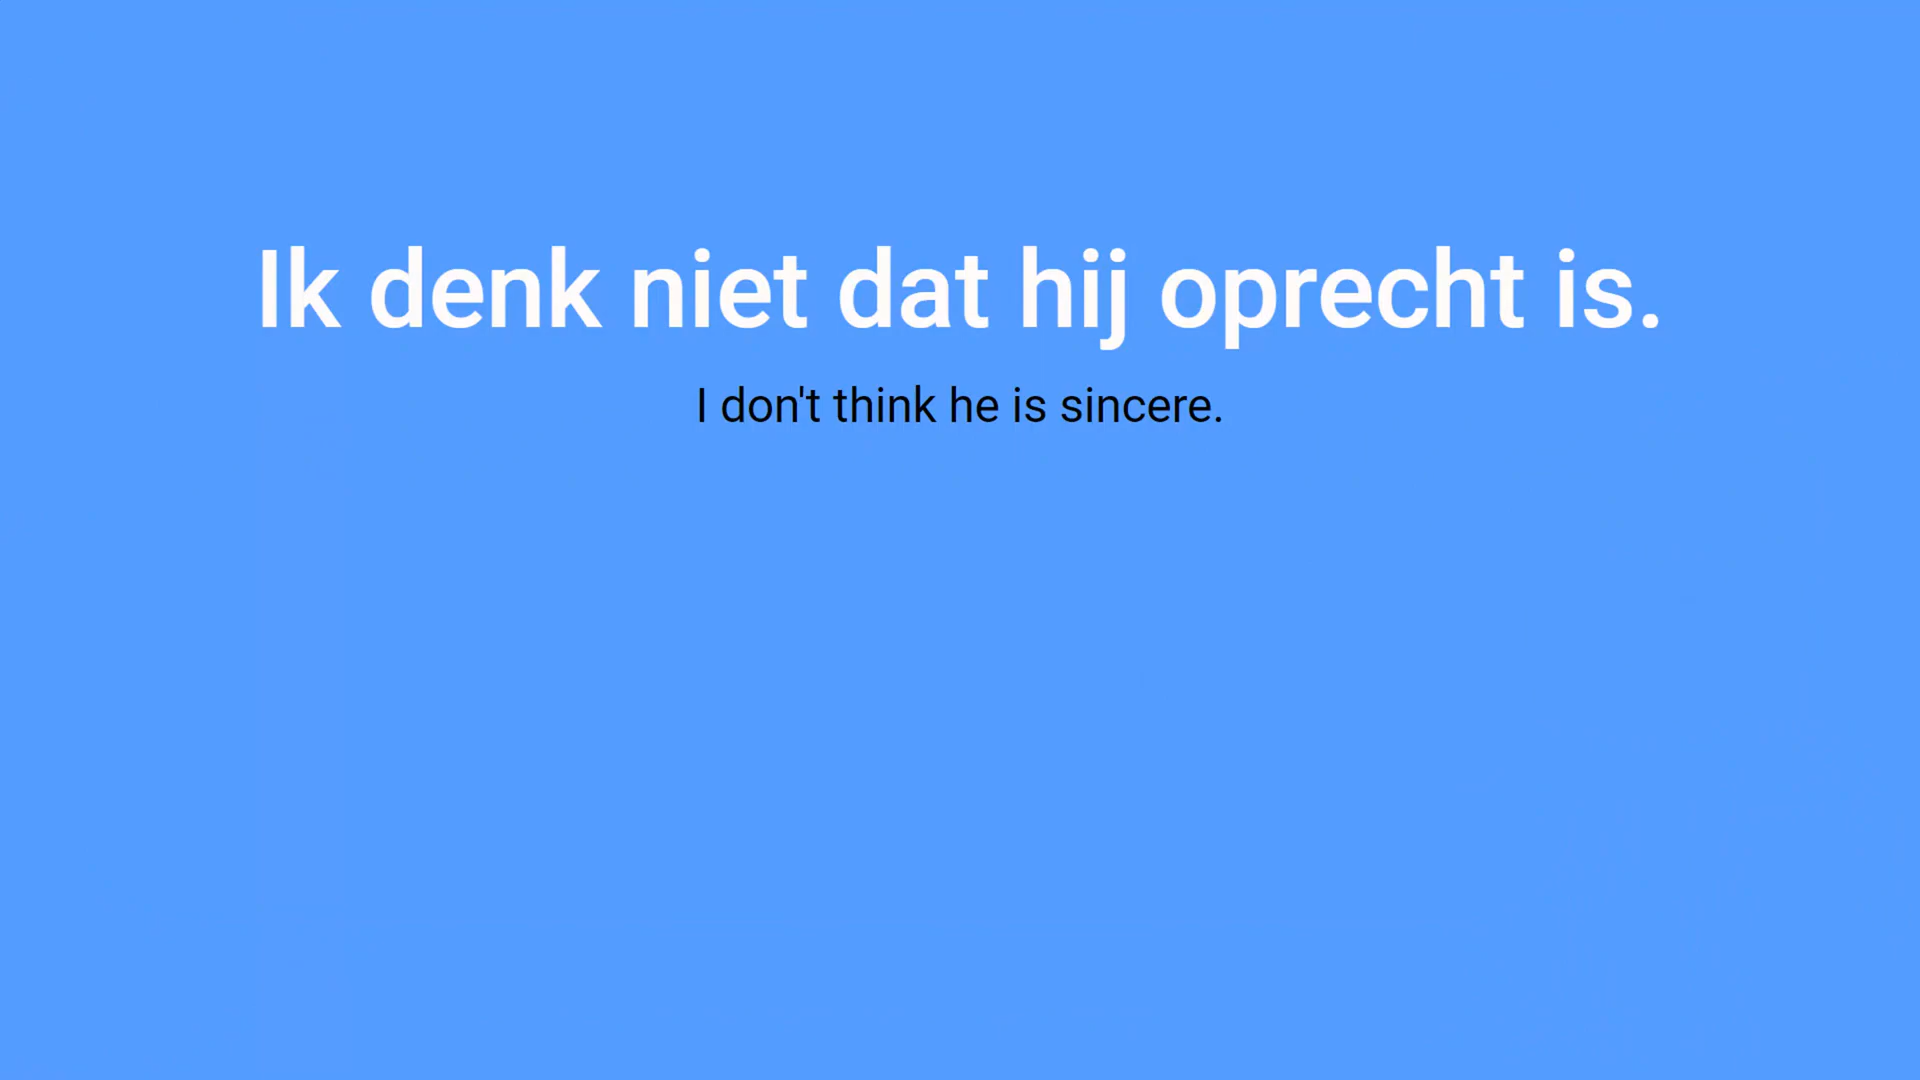 Ik denk niet dat hij oprecht is.
I don't think he is sincere.